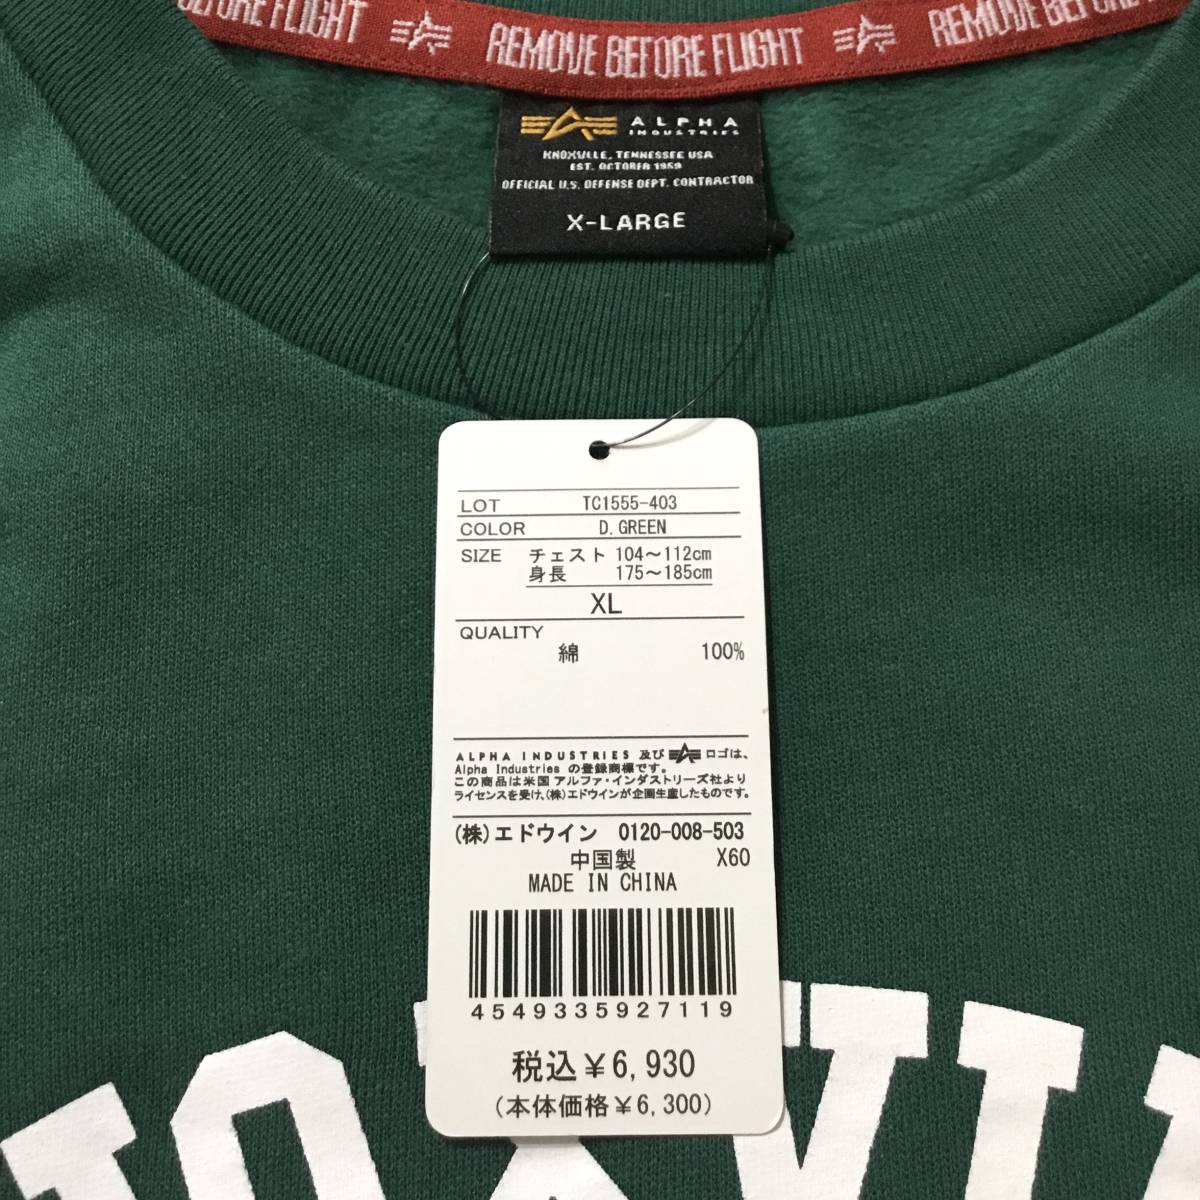 REMOVE BEFORE FLIGHT REMOVE BEFORE FLIGHT REMOVE BEFORE FLIGHT
ALPHA
INDUSTRIES
KNOXVILLE, TENNESSEE USA
EST. OCTOBER 1959
OFFICIAL U.S. DEFENSE DEPT. CONTRACTOR
X-LARGE
LOT TC1555-403
COLOR D.GREEN
SIZE チェスト 104～112cm
身長 175～185cm
XL
QUALITY
綿 100%
ALPHA INDUSTRIES 及び ロゴは、
Alpha Industries の登録商標です。
この商品は米国 アルファ・インダストリーズ社より
ライセンスを受け、(株)エドウインが企画生産したものです。
(株)エドウイン 0120-008-503
中国製 X60
MADE IN CHINA
4549335927119
税込￥6,930
(本体価格￥6,300)